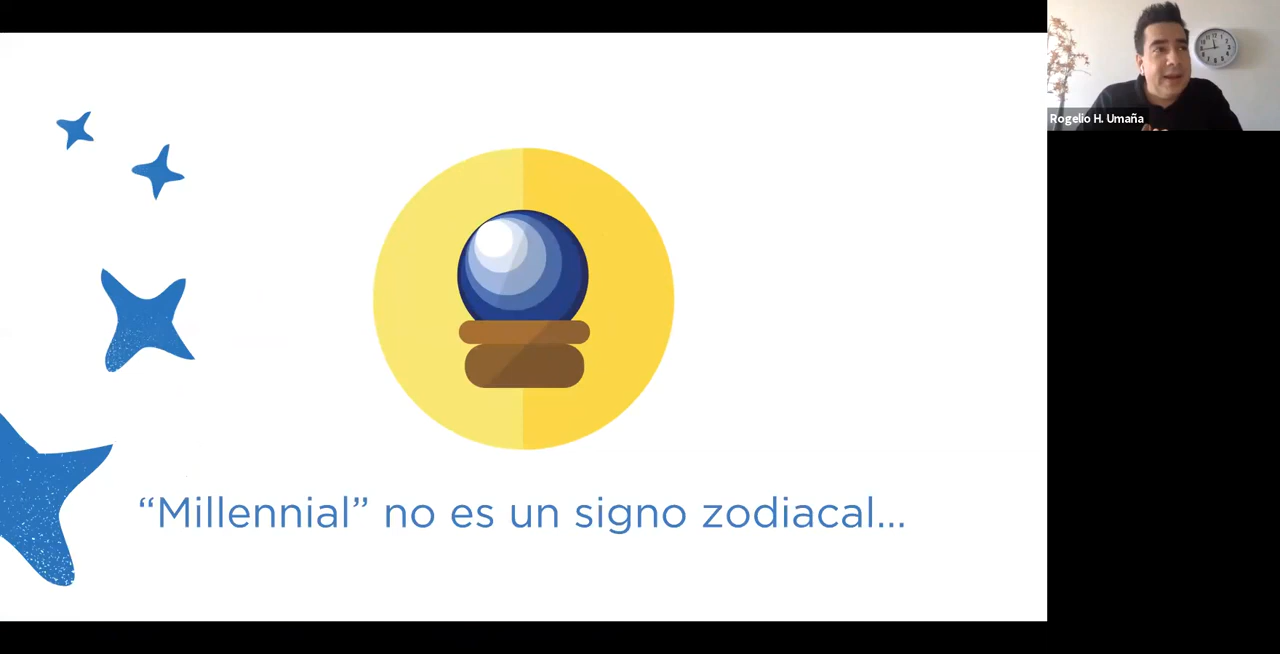 Rogelio H. Umaña
“Millennial” no es un signo zodiacal...